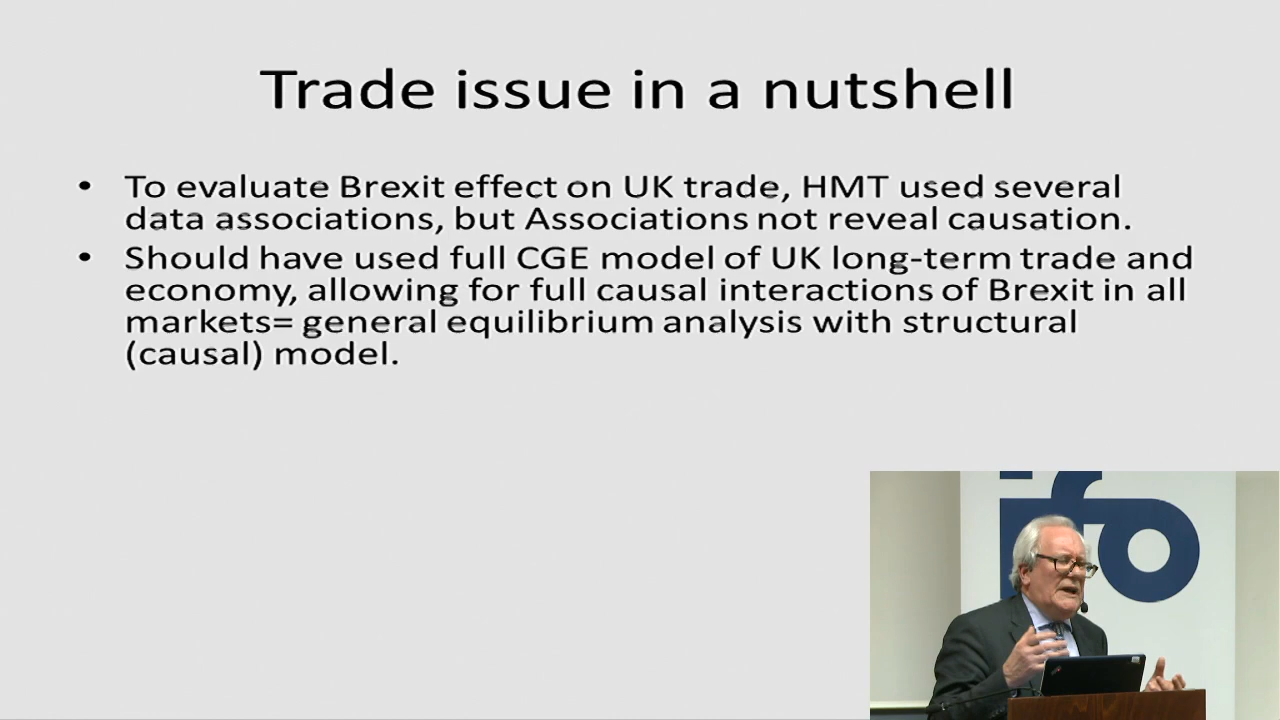 Trade issue in a nutshell
• To evaluate Brexit effect on UK trade, HMT used several
data associations, but Associations not reveal causation.
• Should have used full CGE model of UK long-term trade and
economy, allowing for full causal interactions of Brexit in all
markets= general equilibrium analysis with structural
(causal) model.
ifo